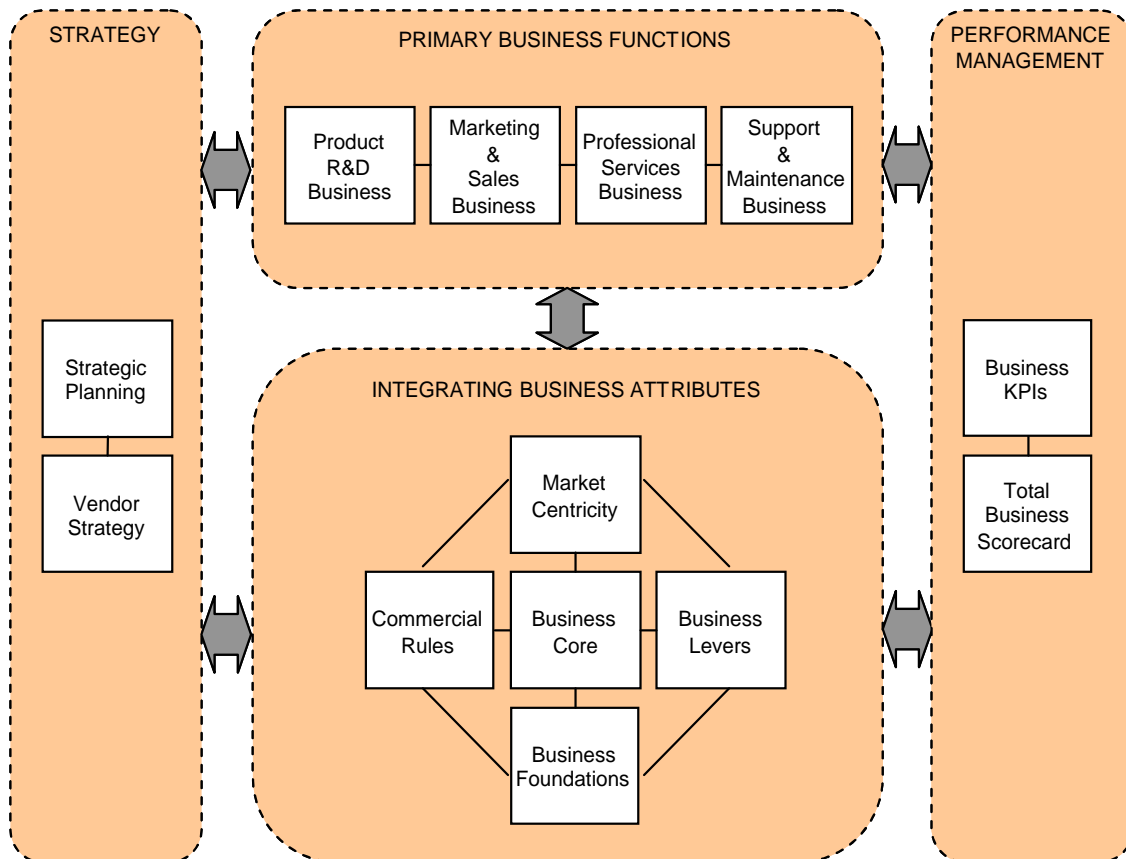 STRATEGY
PRIMARY BUSINESS FUNCTIONS
PERFORMANCE
MANAGEMENT
Product
R&D
Business
Marketing
&
Sales
Business
Professional
Services
Business
Support
&
Maintenance
Business
Strategic
Planning
Vendor
Strategy
INTEGRATING BUSINESS ATTRIBUTES
Market
Centricity
Commercial
Rules
Business
Core
Business
Levers
Business
Foundations
Business
KPIs
Total
Business
Scorecard